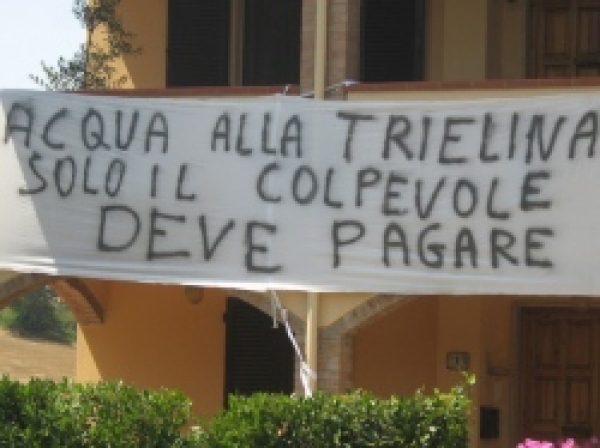 ACQUA ALLA TRIELINA
SOLO IL COLPEVOLE
DEVE PAGARE